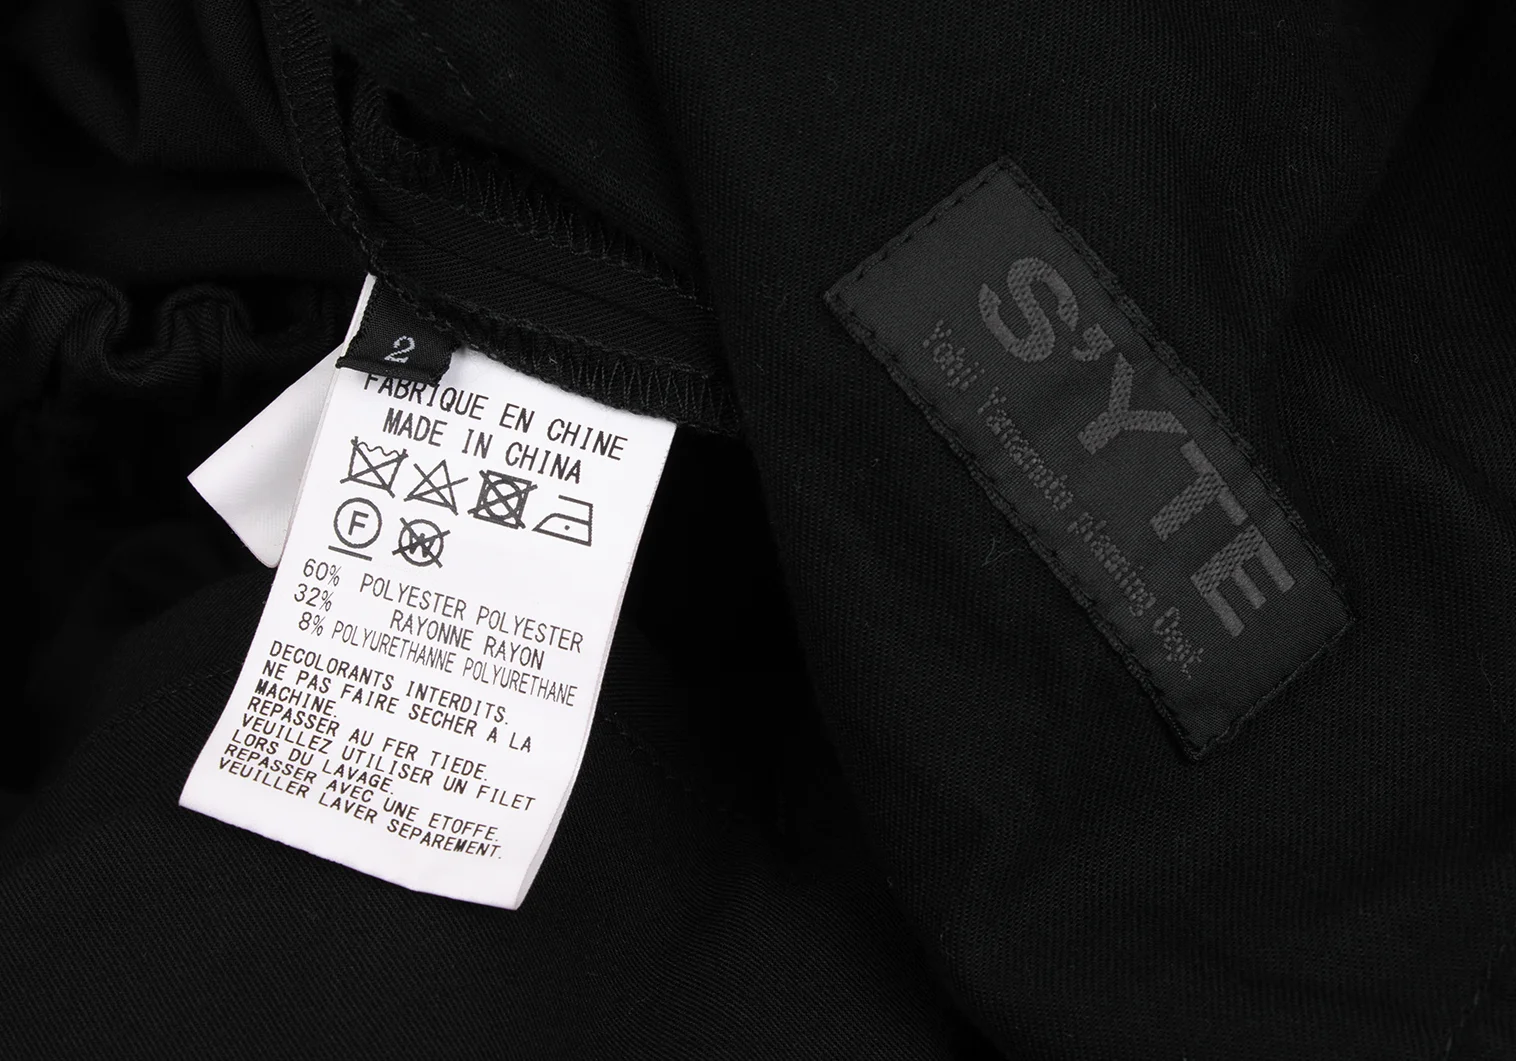 2
FABRIQUE EN CHINE
MADE IN CHINA
F
W
60% POLYESTER POLYESTER
32% RAYONNE RAYON
8% POLYURETHANNE POLYURETHANE
DECOLORANTS INTERDITS.
NE PAS FAIRE SECHER A LA
MACHINE.
REPASSER AU FER TIEDE.
VEUILLEZ UTILISER UN FILET
LORS DU LAVAGE.
REPASSER AVEC UNE ETOFFE.
VEUILLER LAVER SEPAREMENT.
S'YTE
Yohji Yamamoto planning Dept.